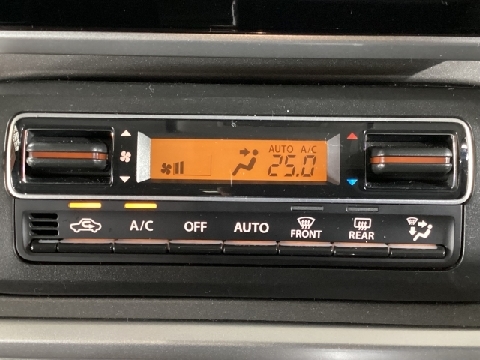 AUTO A/C
25.0
A/C OFF AUTO FRONT REAR